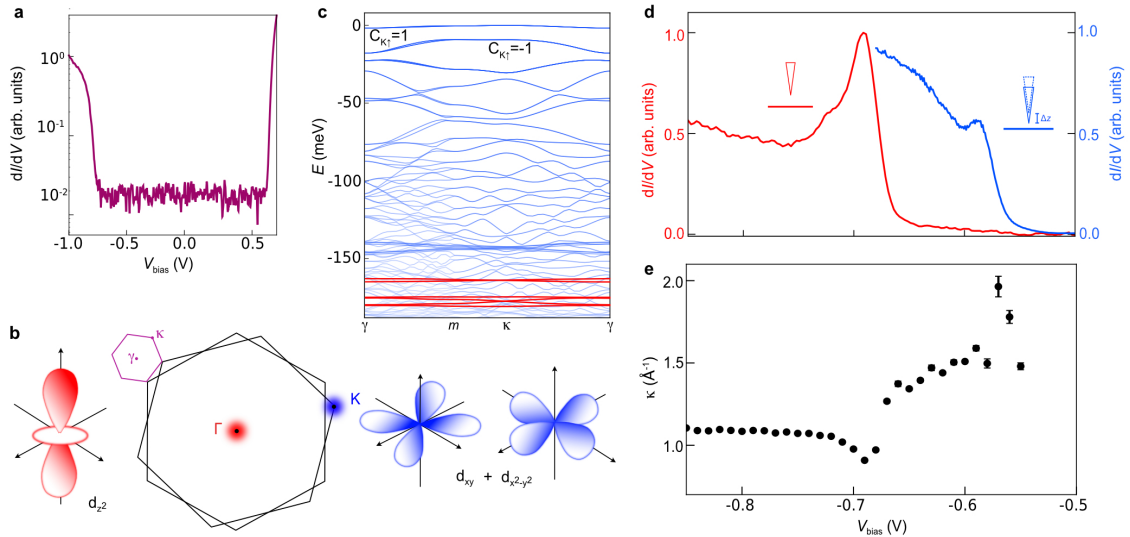 a
dI/dV (arb. units)
10⁰
10⁻¹
10⁻²
-1.0
-0.5
0.0
0.5
V_bias (V)
b
κ
γ
Γ
K
d_z²
d_xy + d_x²-y²
c
C_K↑=1
C_K↑=-1
E (meV)
0
-50
-100
-150
γ
m
κ
γ
d
dI/dV (arb. units)
1.0
0.5
0.0
Δz
1.0
0.5
0.0
dI/dV (arb. units)
e
κ (Å⁻¹)
2.0
1.5
1.0
-0.8
-0.7
-0.6
-0.5
V_bias (V)